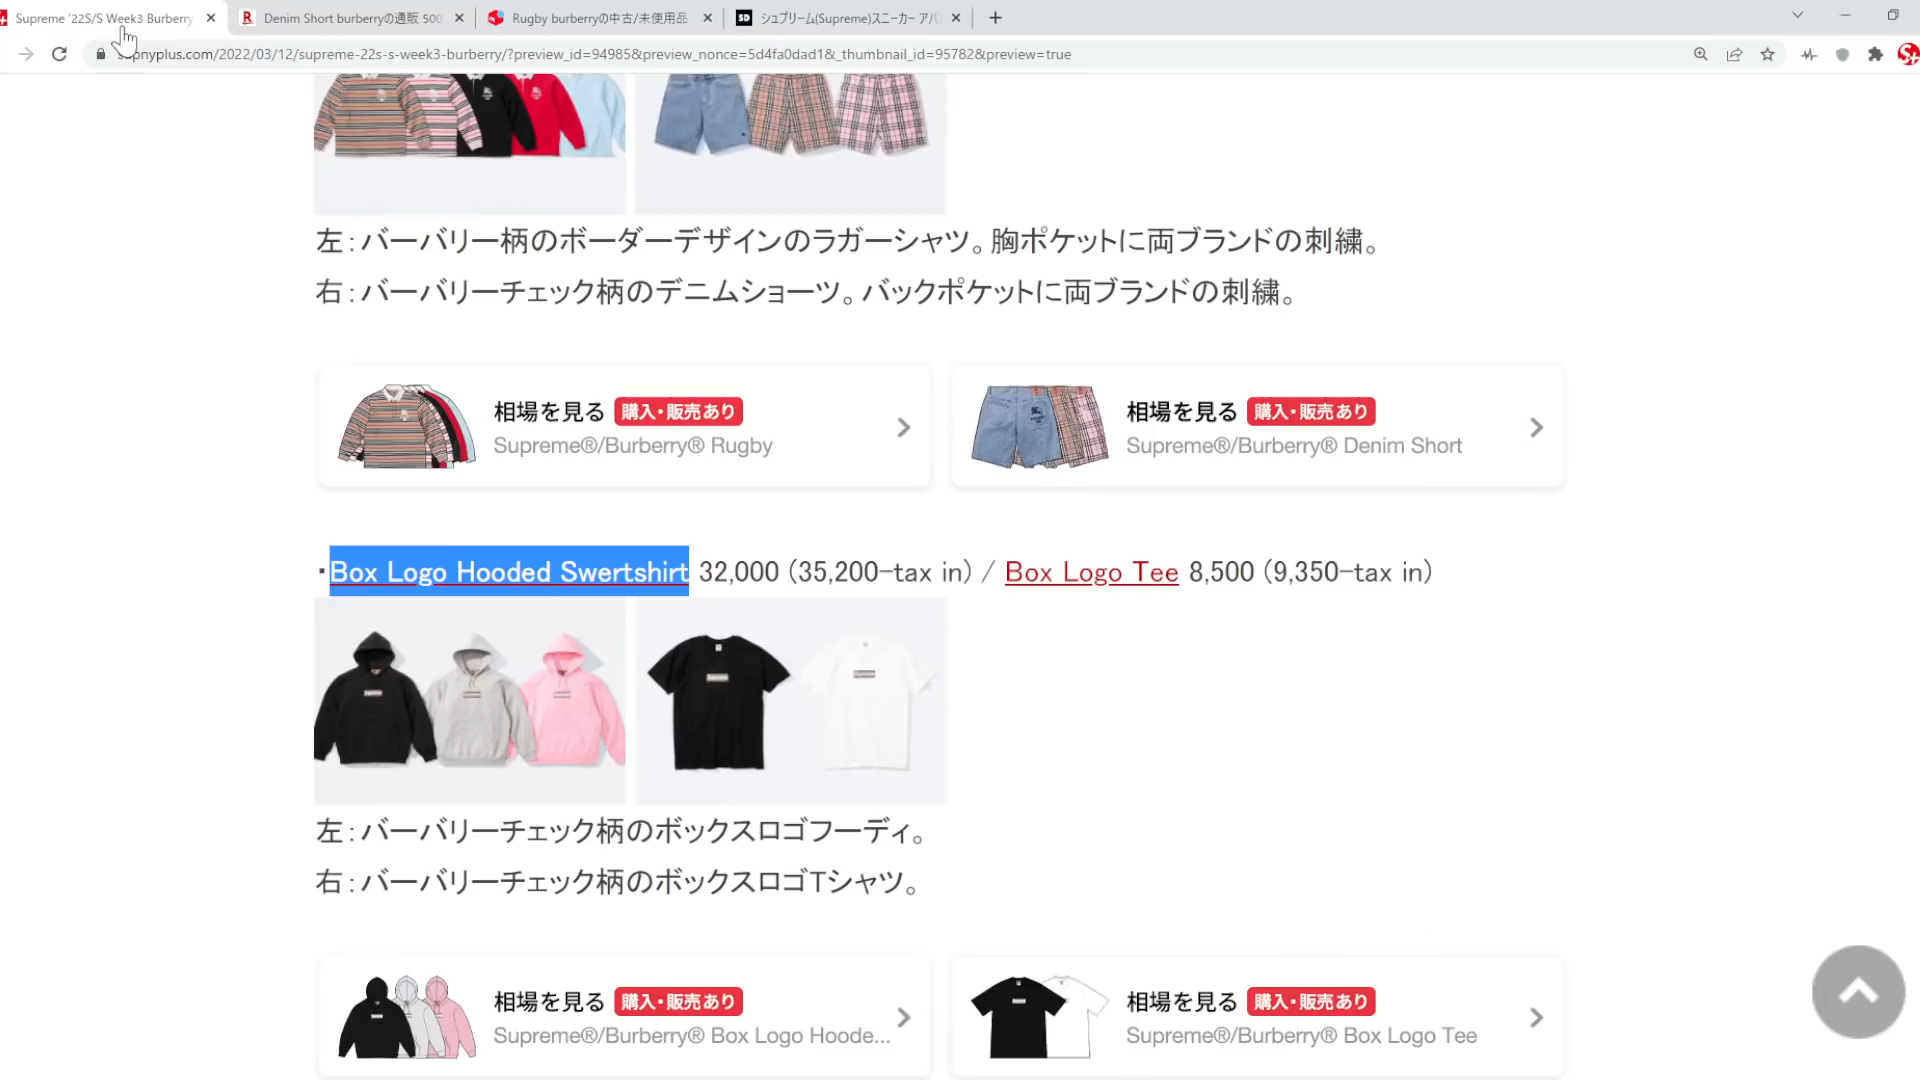 Supreme '22S/S Week3 Burberry
Denim Short burberryの通販 500
Rugby burberryの中古/未使用品
シュプリーム(Supreme)スニーカー アパ
supnyplus.com/2022/03/12/supreme-22s-s-week3-burberry/?preview_id=94985&preview_nonce=5d4fa0dad1&_thumbnail_id=95782&preview=true
左：バーバリー柄のボーダーデザインのラガーシャツ。胸ポケットに両ブランドの刺繍。
右：バーバリーチェック柄のデニムショーツ。バックポケットに両ブランドの刺繍。
相場を見る 購入・販売あり
Supreme®/Burberry® Rugby
相場を見る 購入・販売あり
Supreme®/Burberry® Denim Short
・Box Logo Hooded Swertshirt 32,000 (35,200-tax in) / Box Logo Tee 8,500 (9,350-tax in)
左：バーバリーチェック柄のボックスロゴフーディ。
右：バーバリーチェック柄のボックスロゴTシャツ。
相場を見る 購入・販売あり
Supreme®/Burberry® Box Logo Hoode...
相場を見る 購入・販売あり
Supreme®/Burberry® Box Logo Tee